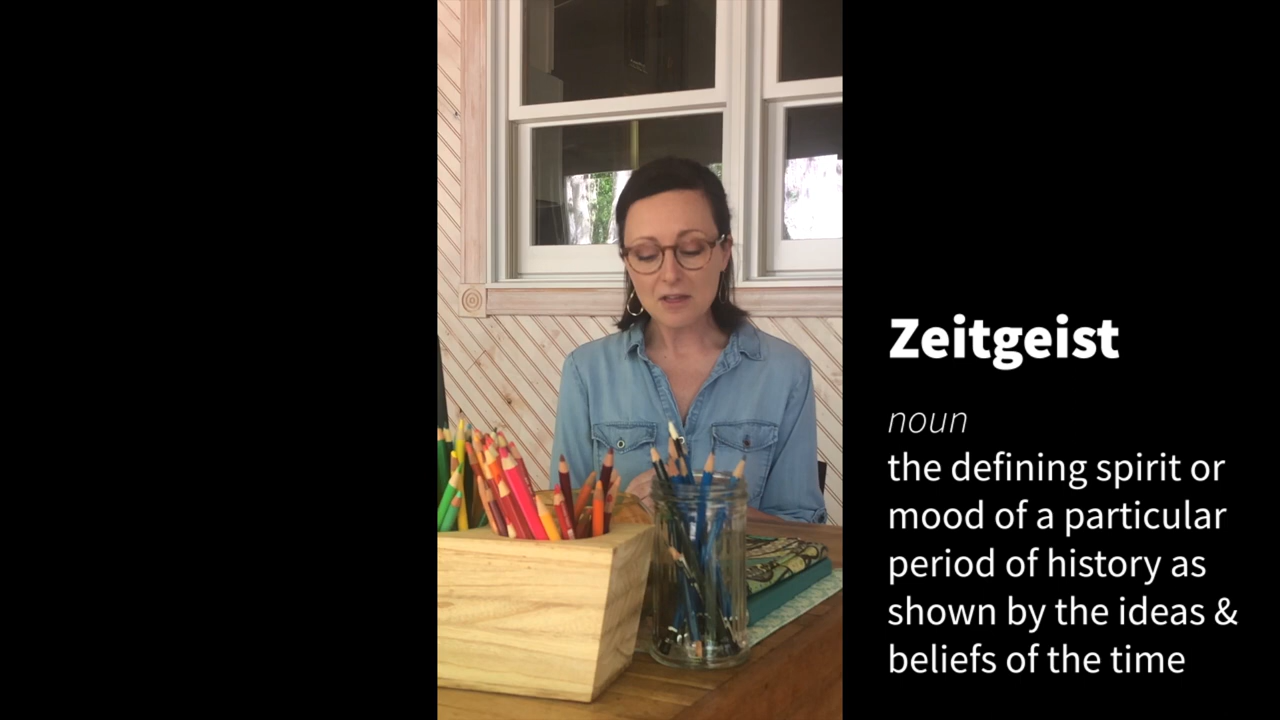 Zeitgeist
noun
the defining spirit or
mood of a particular
period of history as
shown by the ideas &
beliefs of the time